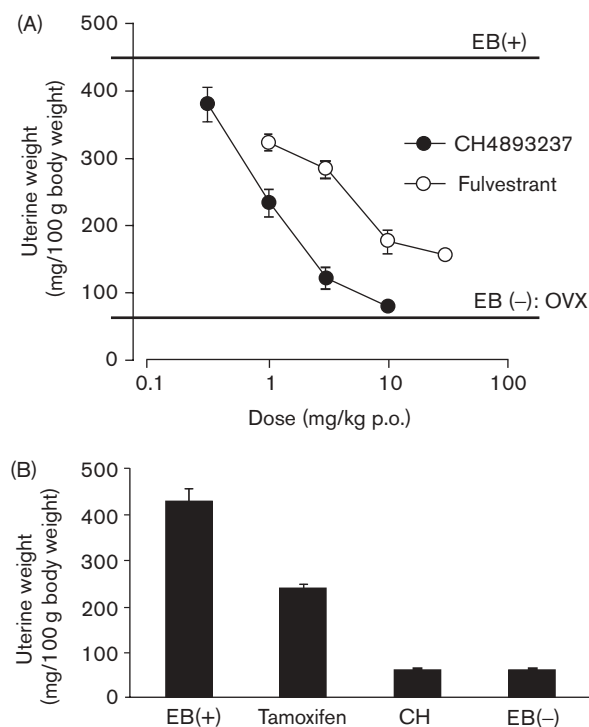 (A)
500
400
300
200
100
0
Uterine weight
(mg/100 g body weight)
EB(+)
CH4893237
Fulvestrant
EB (–): OVX
0.1
1
10
100
Dose (mg/kg p.o.)
(B)
500
400
300
200
100
0
Uterine weight
(mg/100 g body weight)
EB(+)
Tamoxifen
CH
EB(–)